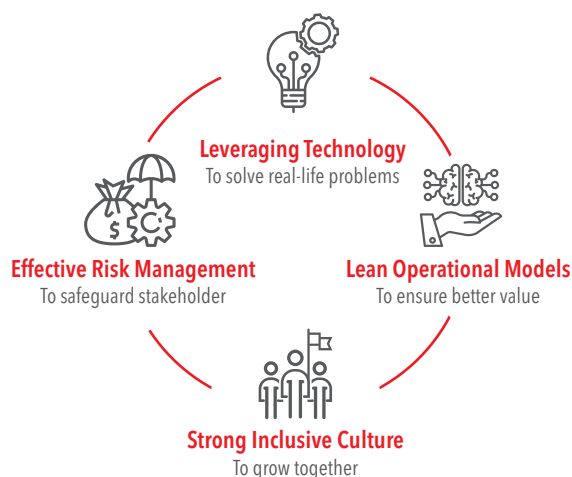 Leveraging Technology
To solve real-life problems
$
Effective Risk Management
To safeguard stakeholder
Lean Operational Models
To ensure better value
Strong Inclusive Culture
To grow together